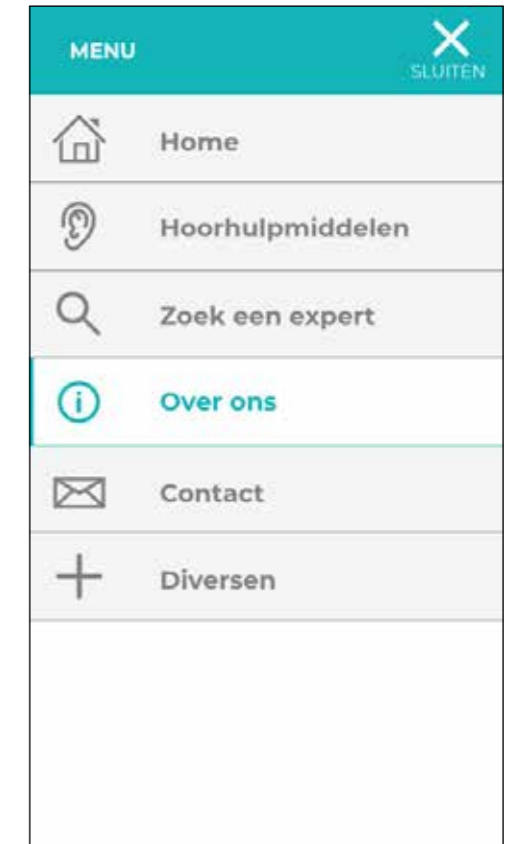 MENU
SLUITEN
Home
Hoorhulpmiddelen
Zoek een expert
Over ons
Contact
Diversen